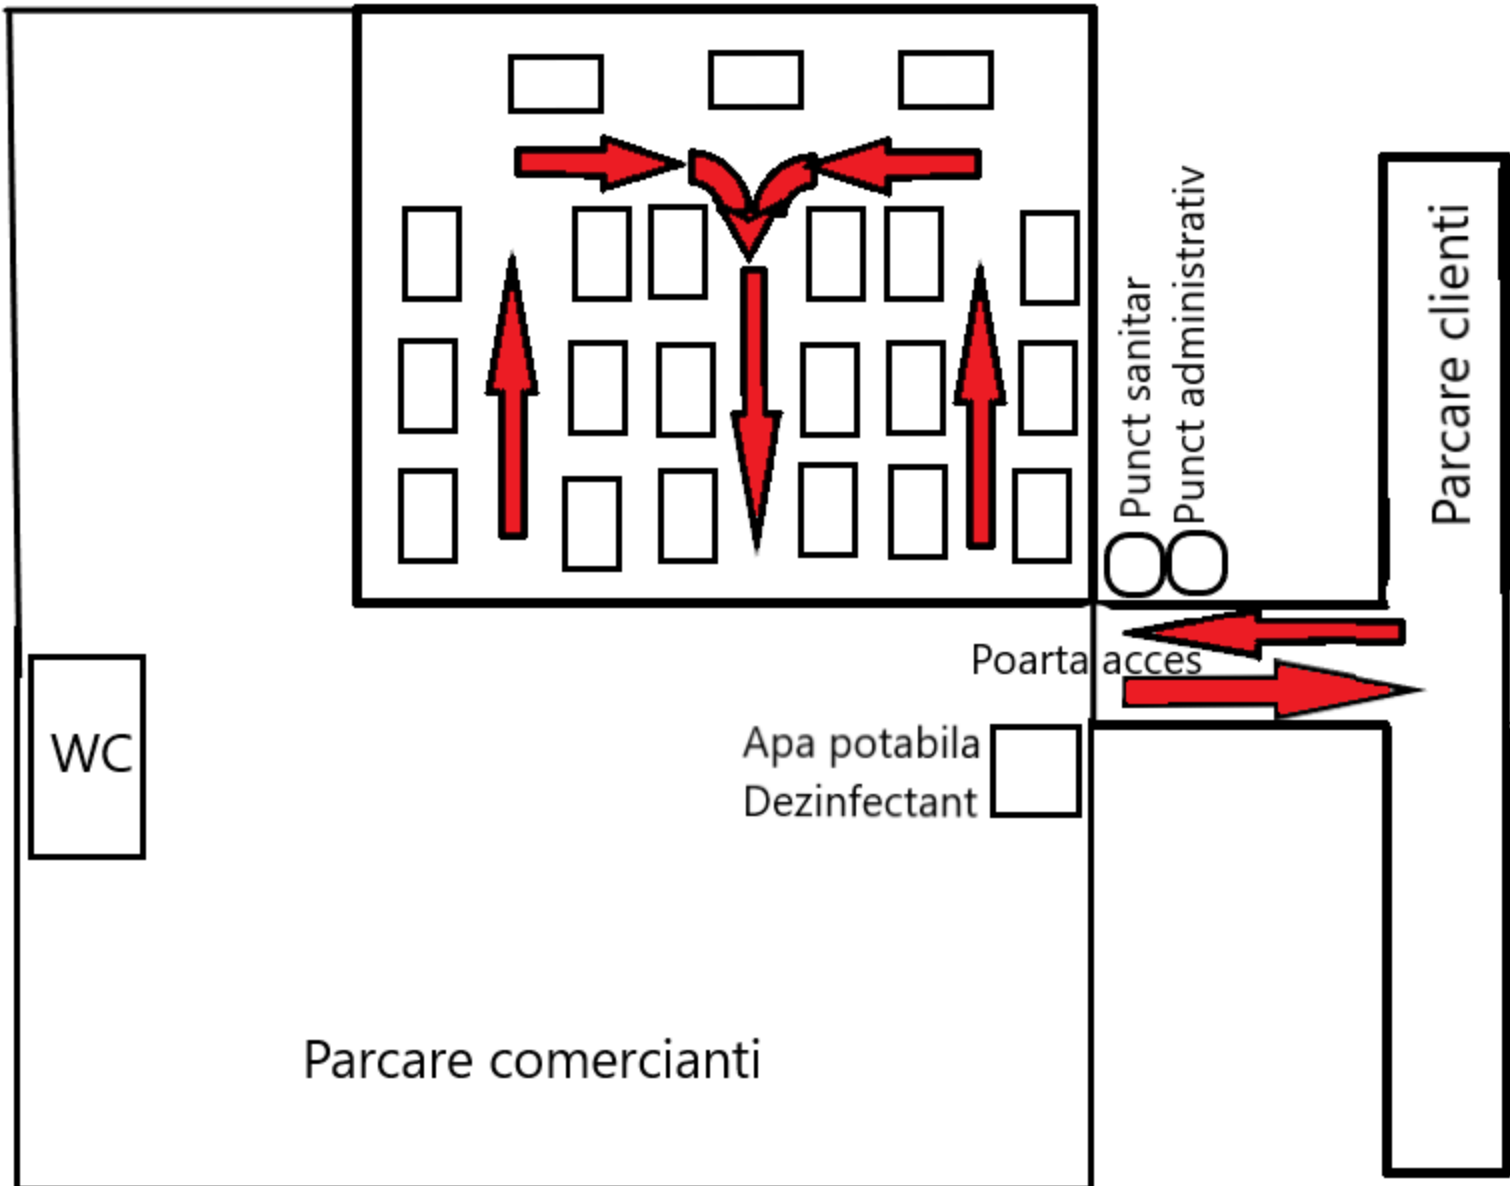 Punct sanitar
Punct administrativ
Parcare clienti
Poarta acces
WC
Apa potabila
Dezinfectant
Parcare comercianti